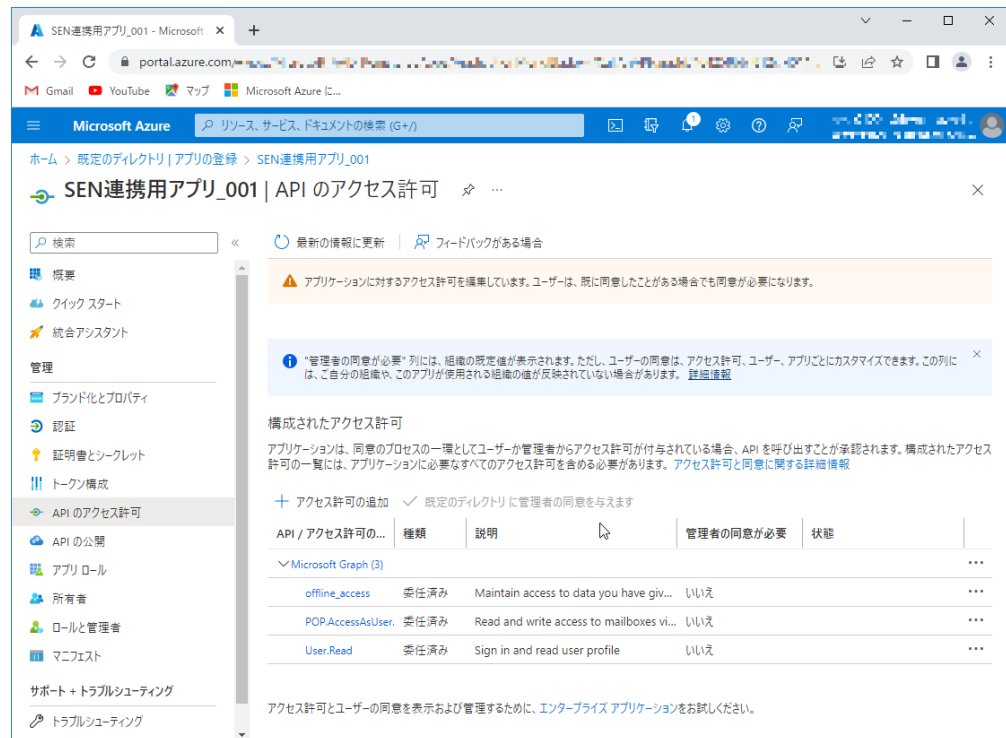 SEN連携用アプリ_001 - Microsoft
portal.azure.com/
Gmail YouTube マップ Microsoft Azure に...
Microsoft Azure リソース、サービス、ドキュメントの検索 (G+/) 1
ホーム > 既定のディレクトリ | アプリの登録 > SEN連携用アプリ_001
SEN連携用アプリ_001 | API のアクセス許可 ...
検索
最新の情報に更新 フィードバックがある場合
概要
クイック スタート
統合アシスタント
管理
ブランド化とプロパティ
認証
証明書とシークレット
トークン構成
API のアクセス許可
API の公開
アプリ ロール
所有者
ロールと管理者
マニフェスト
サポート + トラブルシューティング
トラブルシューティング
アプリケーションに対するアクセス許可を編集しています。ユーザーは、既に同意したことがある場合でも同意が必要になります。
"管理者の同意が必要" 列には、組織の既定値が表示されます。ただし、ユーザーの同意は、アクセス許可、ユーザー、アプリごとにカスタマイズできます。この列に
は、ご自分の組織や、このアプリが使用される組織の値が反映されていない場合があります。 詳細情報
構成されたアクセス許可
アプリケーションは、同意のプロセスの一環としてユーザーか管理者からアクセス許可が付与されている場合、API を呼び出すことが承認されます。構成されたアクセス
許可の一覧には、アプリケーションに必要なすべてのアクセス許可を含める必要があります。 アクセス許可と同意に関する詳細情報
アクセス許可の追加 既定のディレクトリ に管理者の同意を与えます
API / アクセス許可の... 種類 説明 管理者の同意が必要 状態
Microsoft Graph (3) ...
offline_access 委任済み Maintain access to data you have giv... いいえ ...
POP.AccessAsUser. 委任済み Read and write access to mailboxes vi... いいえ ...
User.Read 委任済み Sign in and read user profile いいえ ...
アクセス許可とユーザーの同意を表示および管理するために、エンタープライズ アプリケーションをお試しください。